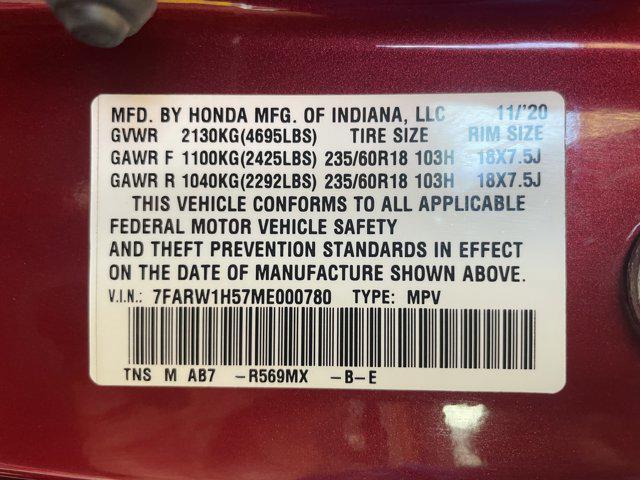 MFD. BY HONDA MFG. OF INDIANA, LLC 11/'20
GVWR 2130KG(4695LBS) TIRE SIZE RIM SIZE
GAWR F 1100KG(2425LBS) 235/60R18 103H 18X7.5J
GAWR R 1040KG(2292LBS) 235/60R18 103H 18X7.5J
THIS VEHICLE CONFORMS TO ALL APPLICABLE
FEDERAL MOTOR VEHICLE SAFETY
AND THEFT PREVENTION STANDARDS IN EFFECT
ON THE DATE OF MANUFACTURE SHOWN ABOVE.
V.I.N.: 7FARW1H57ME000780 TYPE: MPV
TNS M AB7 -R569MX -B-E